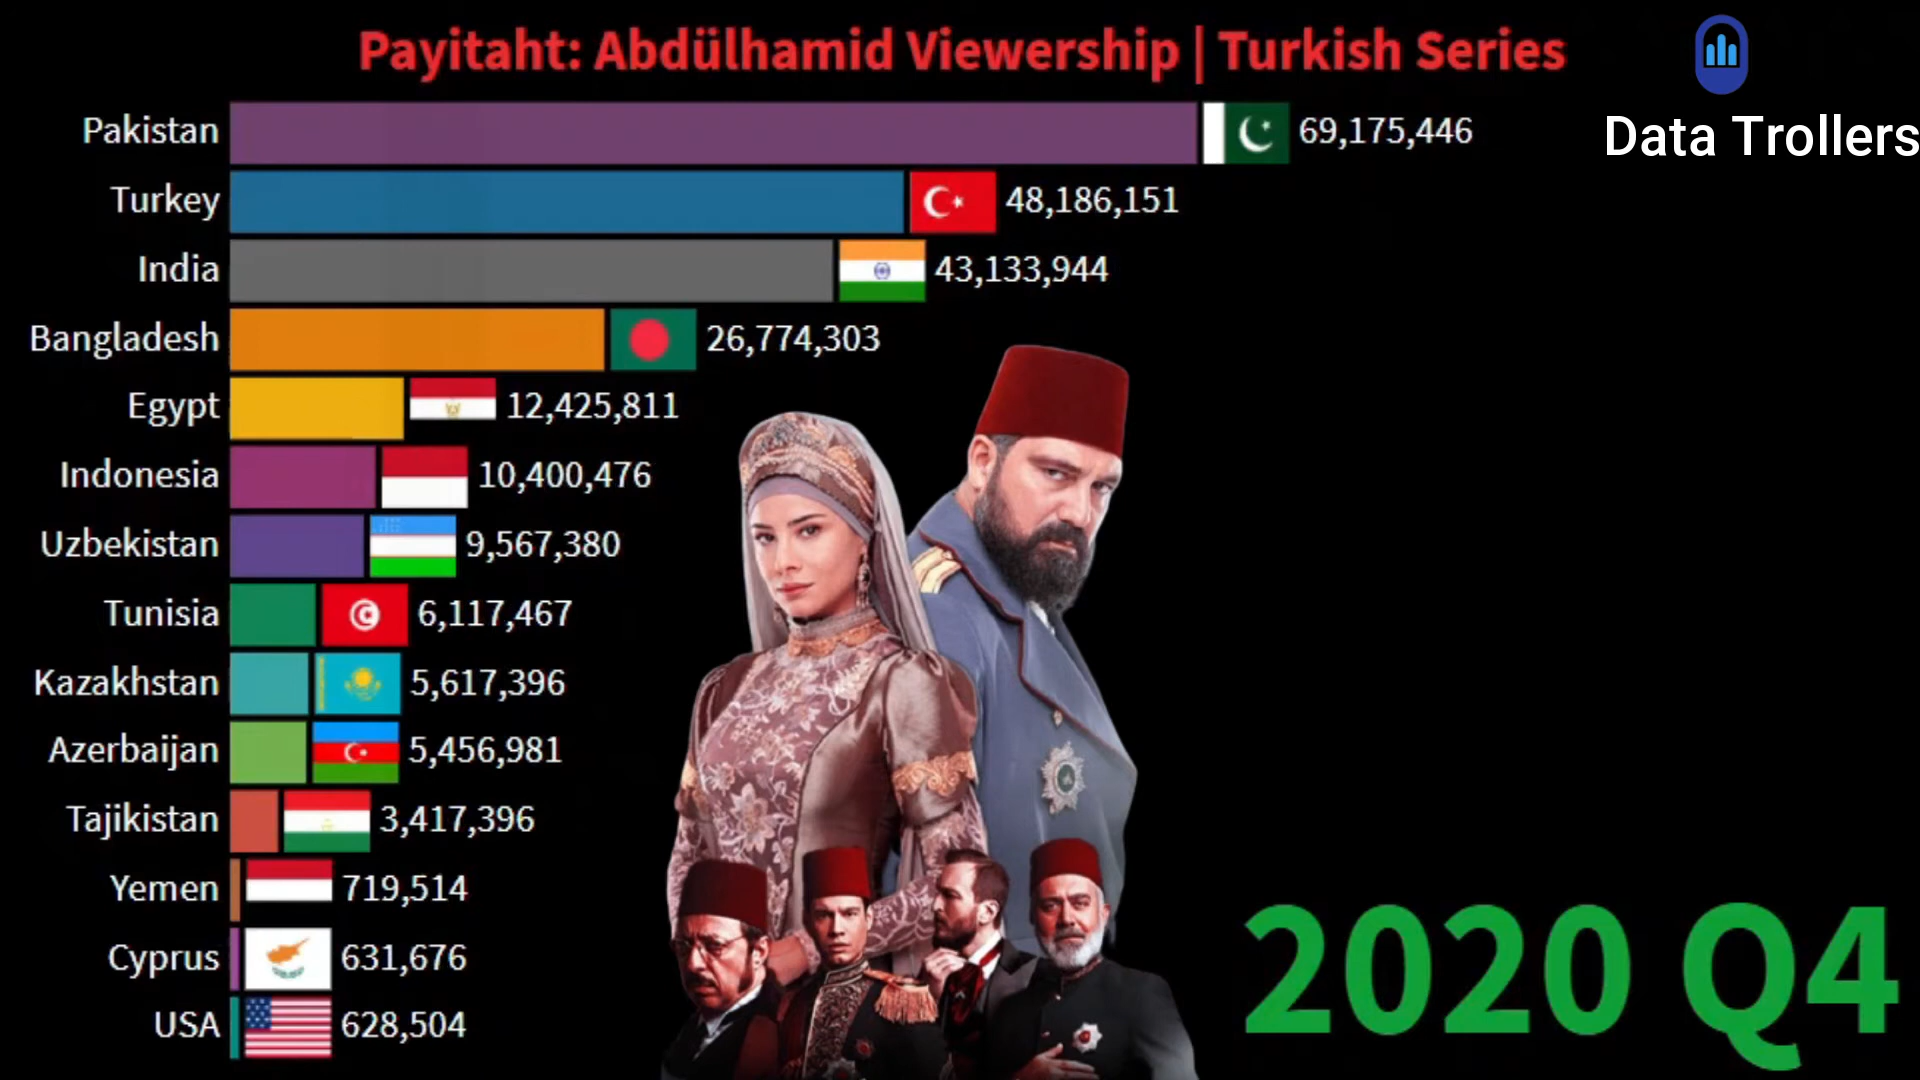 Payitaht: Abdülhamid Viewership | Turkish Series
Data Trollers
Pakistan 69,175,446
Turkey 48,186,151
India 43,133,944
Bangladesh 26,774,303
Egypt 12,425,811
Indonesia 10,400,476
Uzbekistan 9,567,380
Tunisia 6,117,467
Kazakhstan 5,617,396
Azerbaijan 5,456,981
Tajikistan 3,417,396
Yemen 719,514
Cyprus 631,676
USA 628,504
2020 Q4